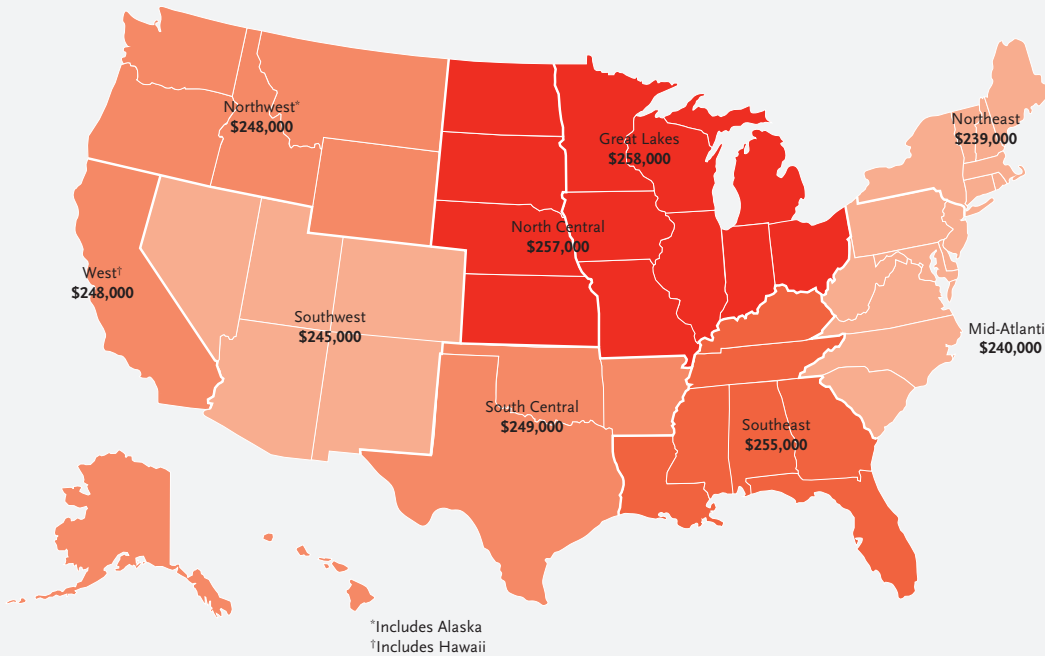 Northwest*
$248,000
Great Lakes
$258,000
Northeast
$239,000
North Central
$257,000
West†
$248,000
Southwest
$245,000
Mid-Atlanti
$240,000
South Central
$249,000
Southeast
$255,000
*Includes Alaska
†Includes Hawaii